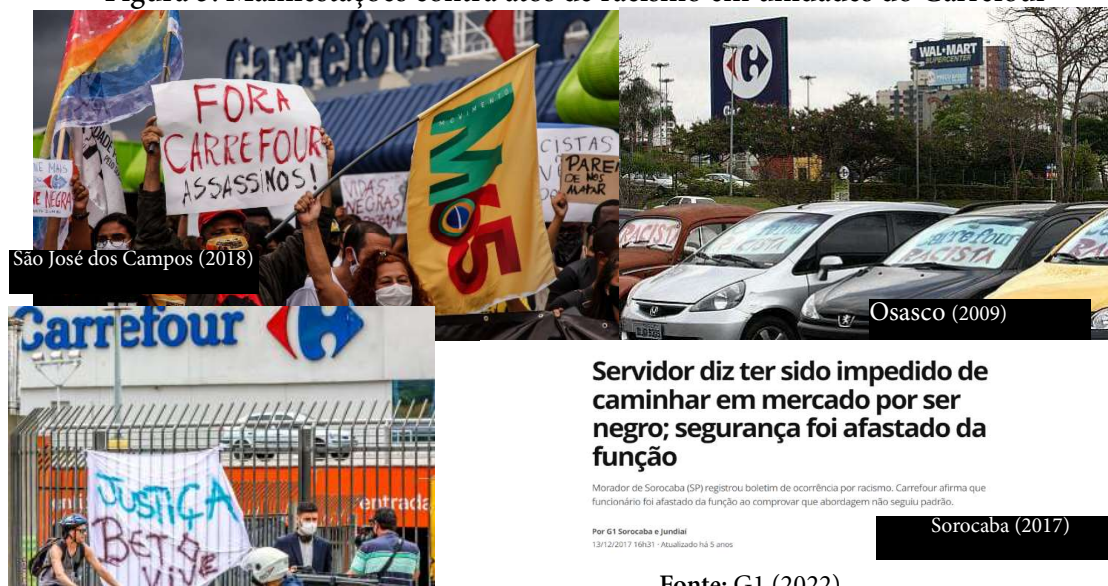 Figura 3: Manifestações contra atos de racismo em unidades do Carrefour
Carrefour
FORA
CARREFOUR
ASSASSINOS!
MOVIMENTO
M65
VIDAS
NEGRAS
CISTAS
PAREM
DE NOS
MATAR
MAIS
NEGRA
São José dos Campos (2018)
WAL★MART
SUPERCENTER
RACIST
RACISTA
Carrefour
RACISTA
Osasco (2009)
Carrefour
JUSTIÇA
BETO
VIVE
entrada
Servidor diz ter sido impedido de
caminhar em mercado por ser
negro; segurança foi afastado da
função
Morador de Sorocaba (SP) registrou boletim de ocorrência por racismo. Carrefour afirma que
funcionário foi afastado da função ao comprovar que abordagem não seguiu padrão.
Por G1 Sorocaba e Jundiaí
13/12/2017 16h31 · Atualizado há 5 anos
Sorocaba (2017)
Fonte: G1 (2022)